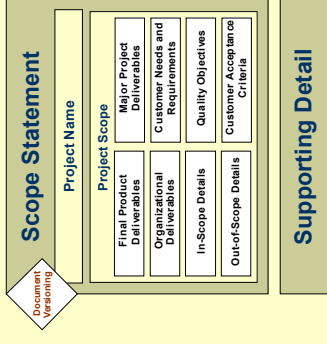 Document
Versioning
Scope Statement
Project Name
Project Scope
Final Product
Deliverables
Major Project
Deliverables
Organizational
Deliverables
Customer Needs and
Requirements
In-Scope Details
Quality Objectives
Out-of-Scope Details
Customer Acceptance
Criteria
Supporting Detail